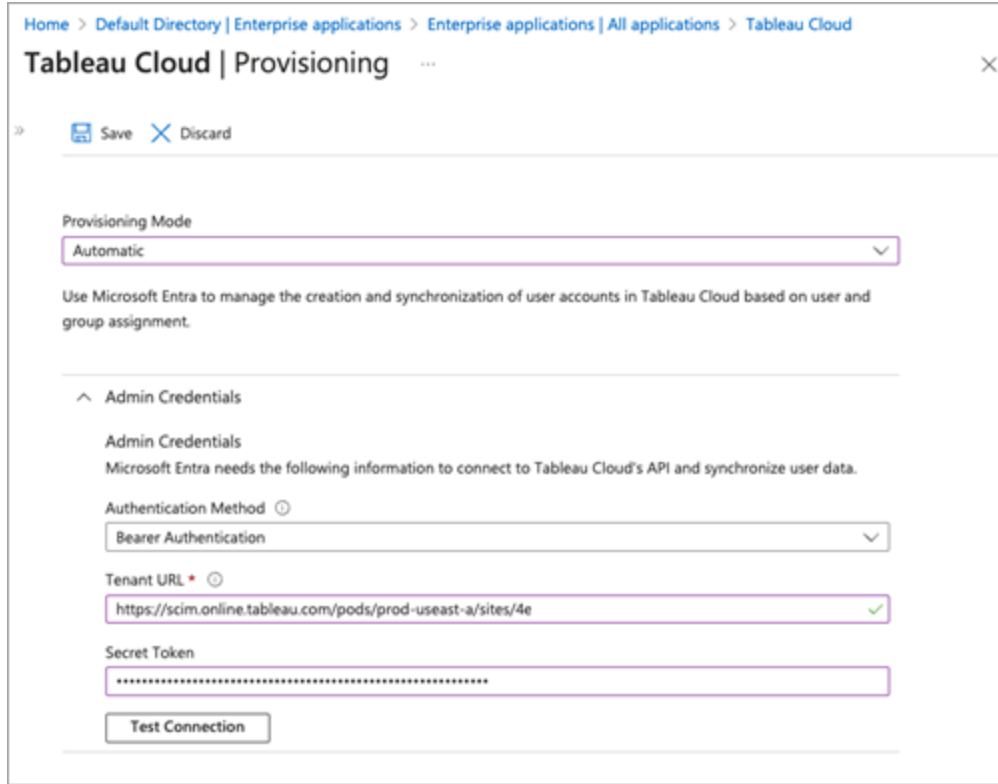 Home > Default Directory | Enterprise applications > Enterprise applications | All applications > Tableau Cloud
Tableau Cloud | Provisioning ...
Save Discard
Provisioning Mode
Automatic
Use Microsoft Entra to manage the creation and synchronization of user accounts in Tableau Cloud based on user and
group assignment.
Admin Credentials
Admin Credentials
Microsoft Entra needs the following information to connect to Tableau Cloud's API and synchronize user data.
Authentication Method
Bearer Authentication
Tenant URL *
https://scim.online.tableau.com/pods/prod-useast-a/sites/4e
Secret Token
Test Connection